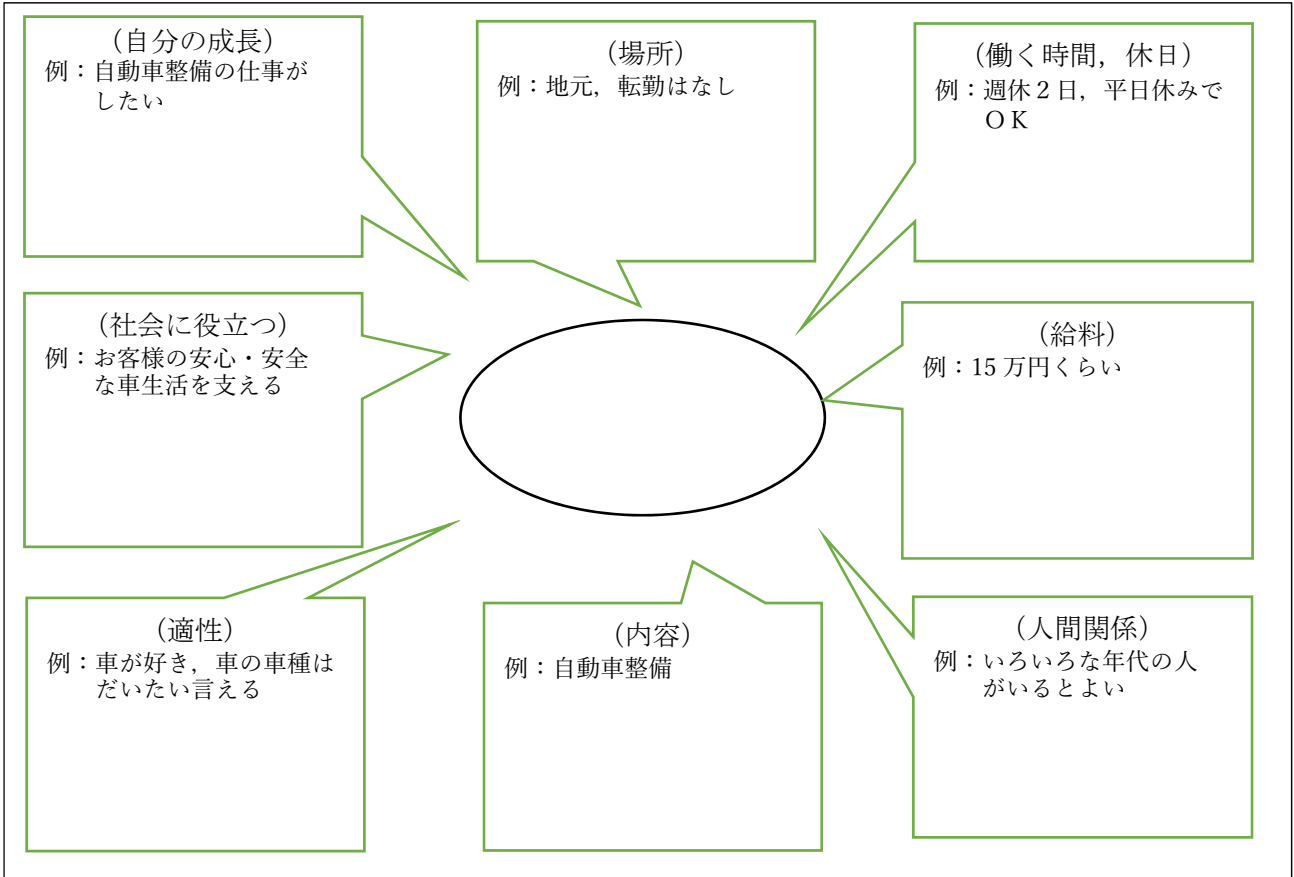 (自分の成長)
例:自動車整備の仕事が
したい
(場所)
例:地元,転勤はなし
(働く時間,休日)
例:週休2日,平日休みで
OK
(社会に役立つ)
例:お客様の安心・安全
な車生活を支える
(給料)
例:15万円くらい
(適性)
例:車が好き,車の車種は
だいたい言える
(内容)
例:自動車整備
(人間関係)
例:いろいろな年代の人
がいるとよい